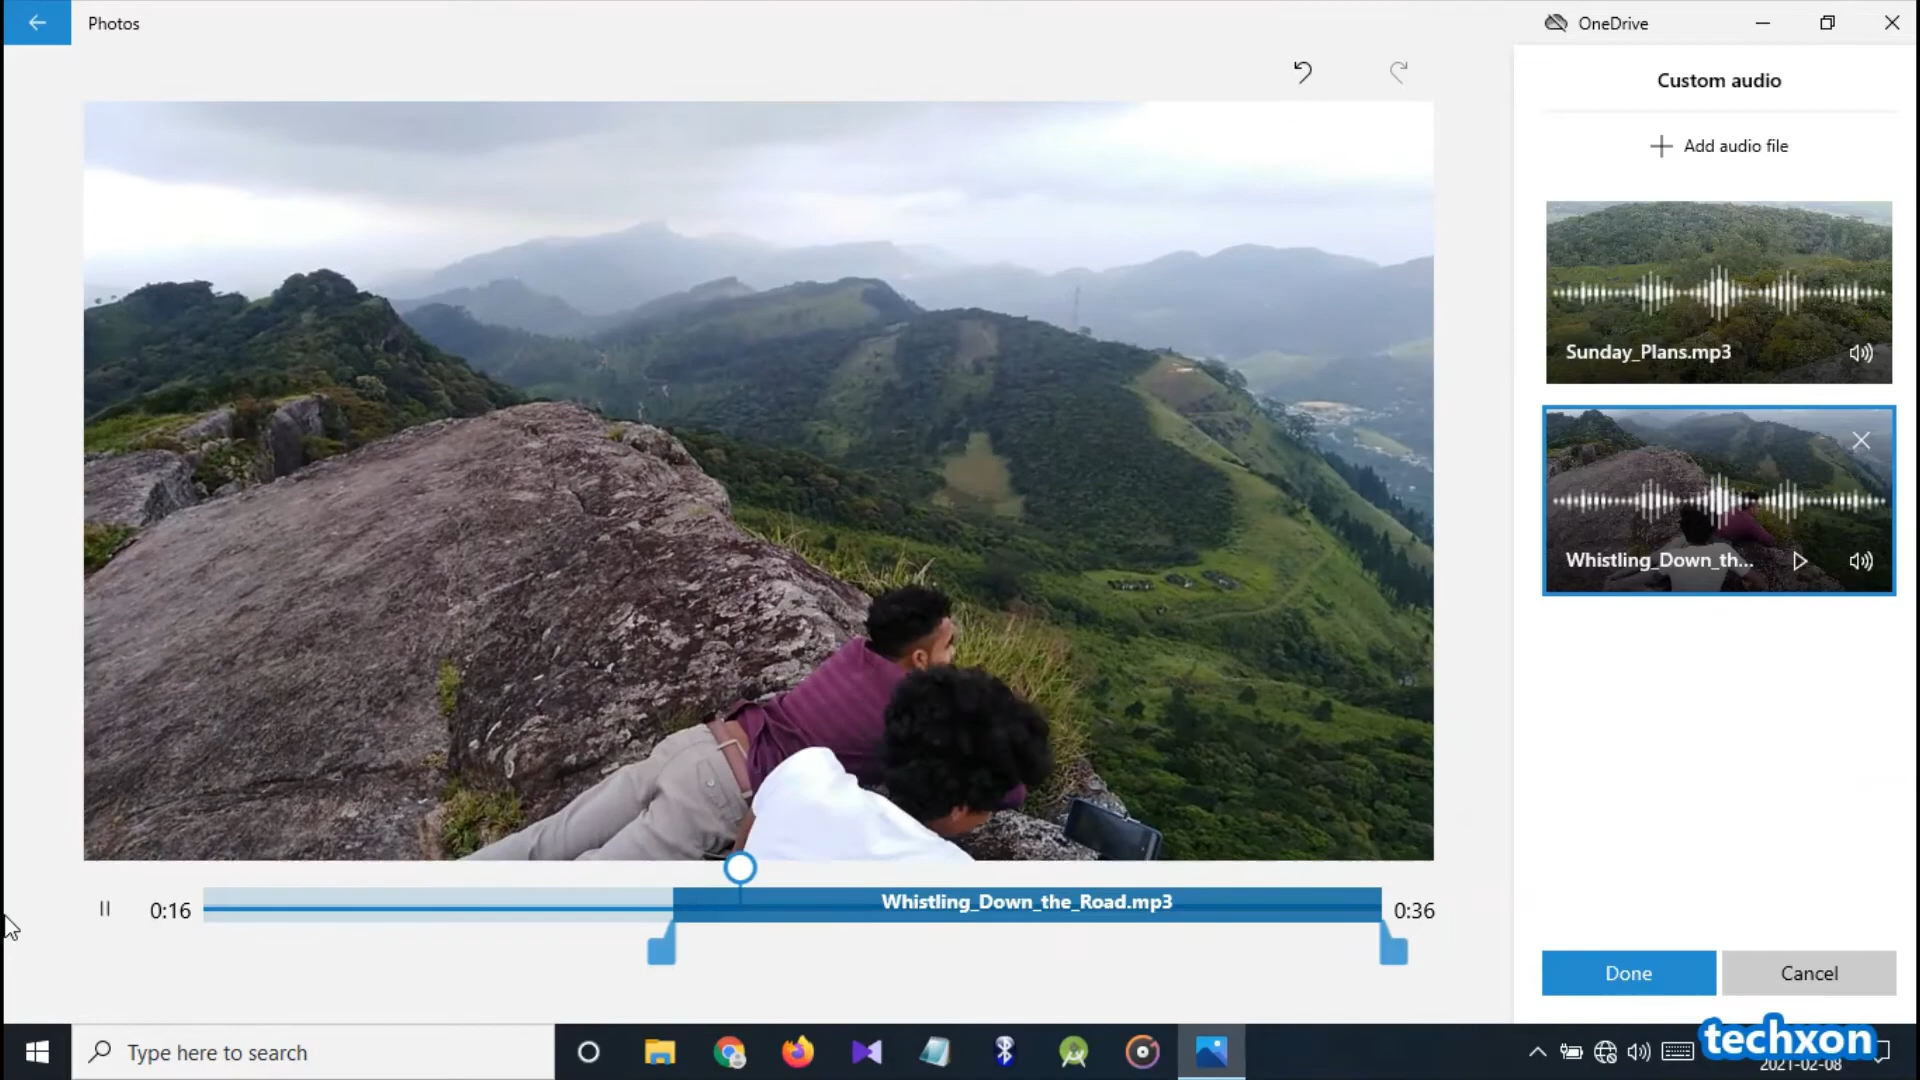 Photos
OneDrive
Custom audio
Add audio file
Sunday_Plans.mp3
Whistling_Down_th...
0:16
Whistling_Down_the_Road.mp3
0:36
Done
Cancel
Type here to search
techxon
2021-02-08